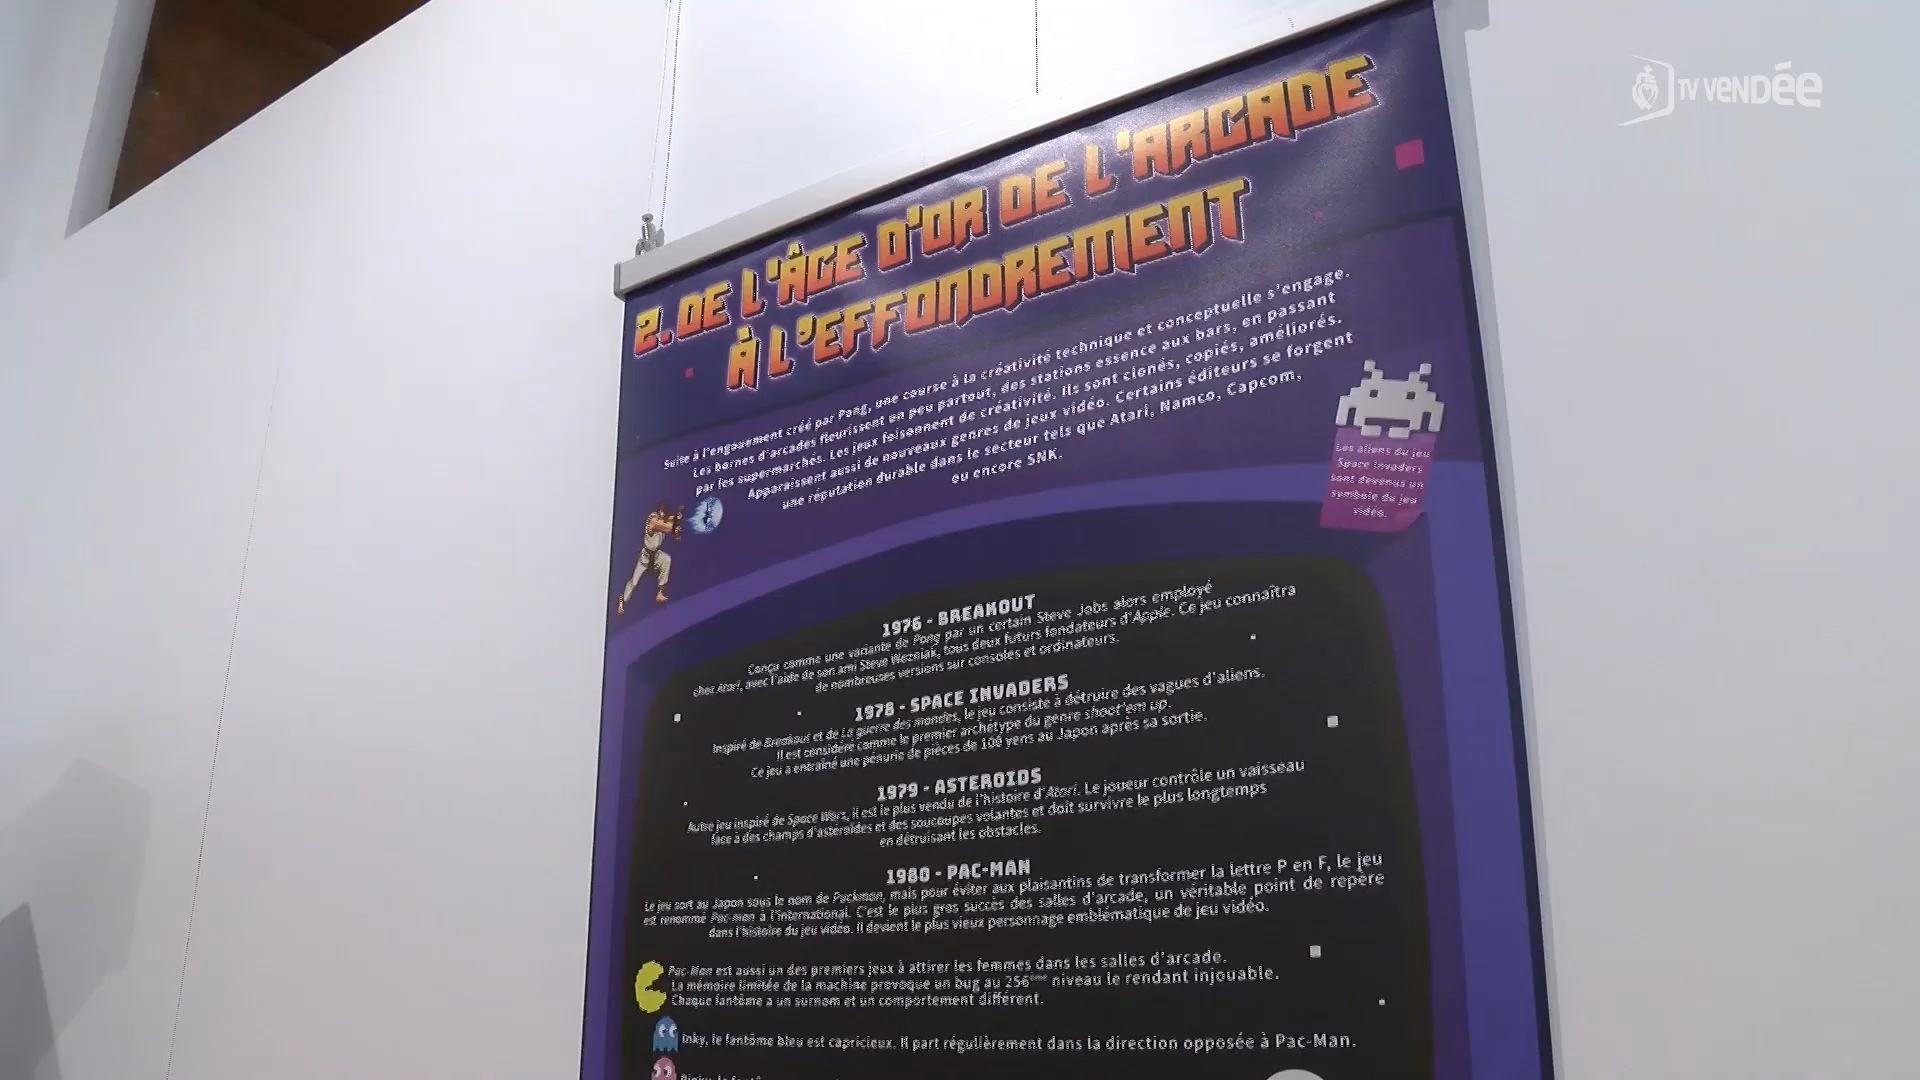 TV VENDÉE
2. DE L'ÂGE D'OR DE L'ARCADE
À L'EFFONDREMENT
Suite à l'engouement créé par Pong, une course à la créativité technique et conceptuelle s'engage.
Les bornes d'arcades fleurissent un peu partout, des stations essence aux bars, en passant
par les supermarchés. Les jeux foisonnent de créativité. Ils sont clonés, copiés, améliorés.
Apparaissent aussi de nouveaux genres de jeux vidéo. Certains éditeurs se forgent
une réputation durable dans le secteur tels que Atari, Namco, Capcom,
ou encore SNK.
Les aliens du jeu
Space Invaders
sont devenus un
symbole du jeu
vidéo.
1976 - BREAKOUT
Conçu comme une variante de Pong par un certain Steve Jobs alors employé
chez Atari, avec l'aide de son ami Steve Wozniak, tous deux futurs fondateurs d'Apple. Ce jeu connaîtra
de nombreuses versions sur consoles et ordinateurs.
1978 - SPACE INVADERS
Inspiré de Breakout et de La guerre des mondes, le jeu consiste à détruire des vagues d'aliens.
Il est considéré comme le premier archétype du genre shoot'em up.
Ce jeu a entraîné une pénurie de pièces de 100 yens au Japon après sa sortie.
1979 - ASTEROIDS
Autre jeu inspiré de Space Wars, il est le plus vendu de l'histoire d'Atari. Le joueur contrôle un vaisseau
face à des champs d'astéroïdes et des soucoupes volantes et doit survivre le plus longtemps
en détruisant les obstacles.
1980 - PAC-MAN
Le jeu sort au Japon sous le nom de Puckman, mais pour éviter aux plaisantins de transformer la lettre P en F, le jeu
est renommé Pac-man à l'international. C'est le plus gros succès des salles d'arcade, un véritable point de repère
dans l'histoire du jeu vidéo. Il devient le plus vieux personnage emblématique de jeu vidéo.
Pac-Man est aussi un des premiers jeux à attirer les femmes dans les salles d'arcade.
La mémoire limitée de la machine provoque un bug au 256ème niveau le rendant injouable.
Chaque fantôme a un surnom et un comportement différent.
Inky, le fantôme bleu est capricieux. Il part régulièrement dans la direction opposée à Pac-Man.